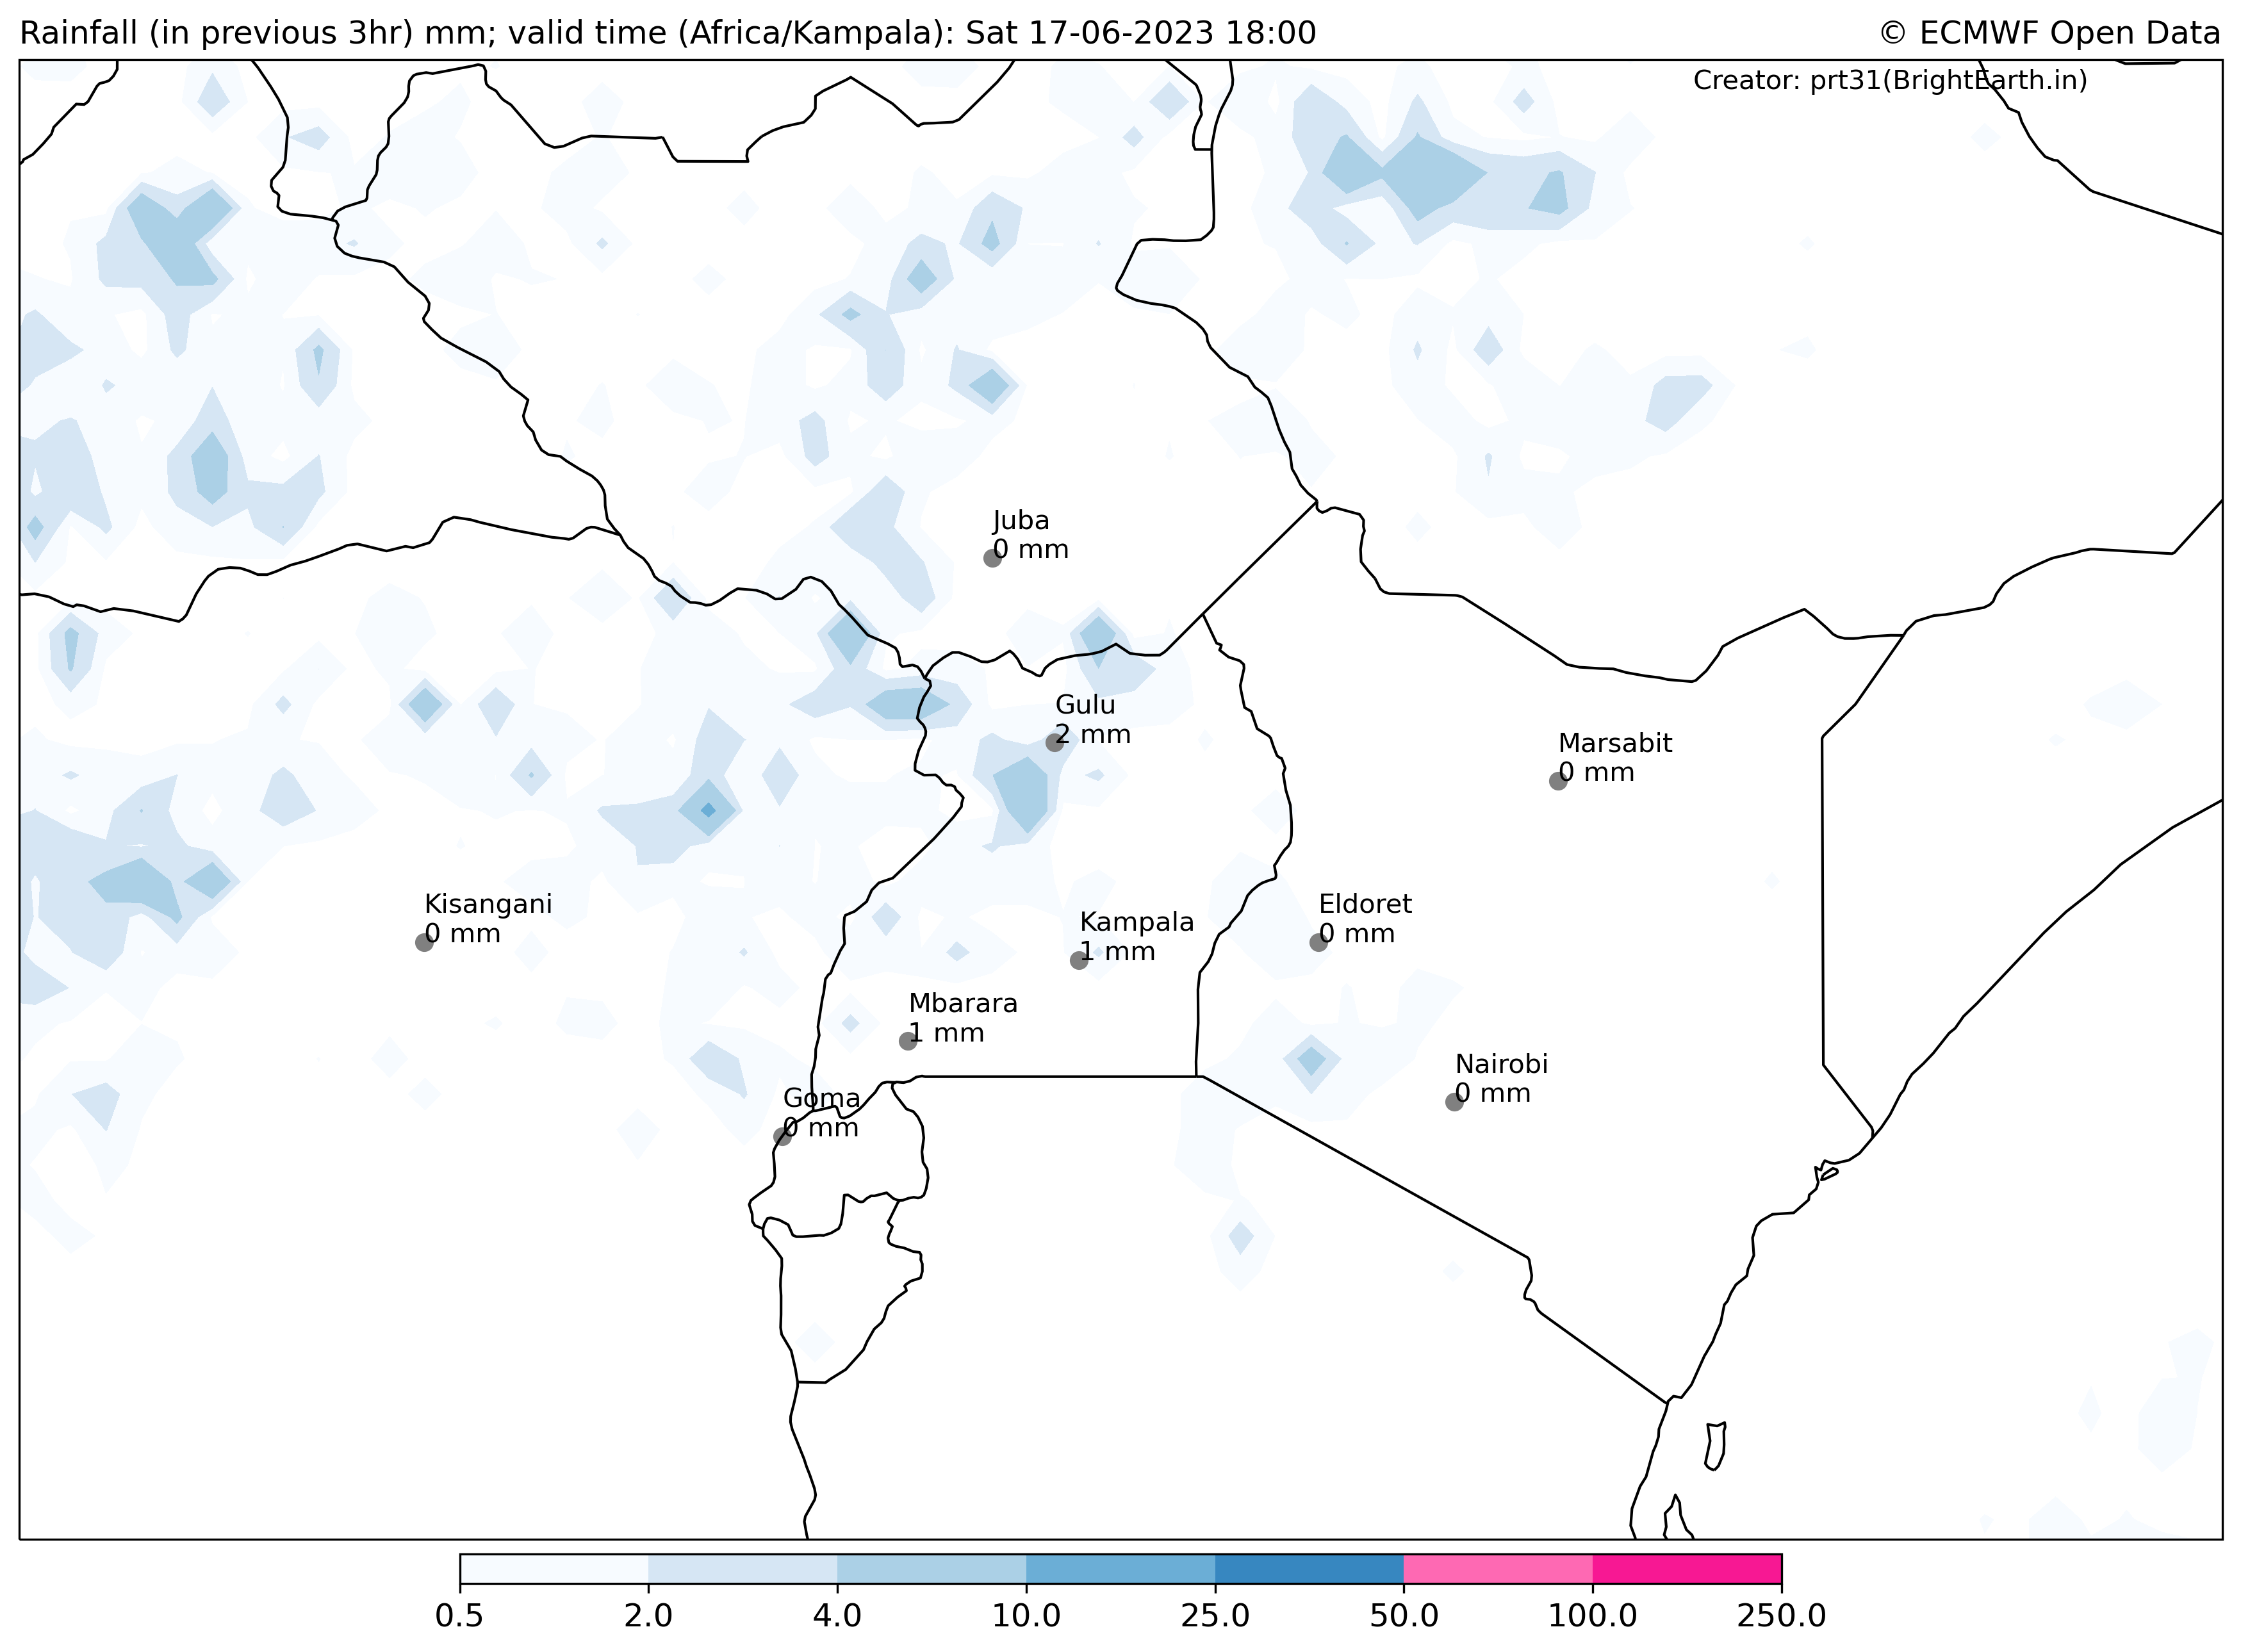 Rainfall (in previous 3hr) mm; valid time (Africa/Kampala): Sat 17-06-2023 18:00
© ECMWF Open Data
Creator: prt31(BrightEarth.in)
Juba
0 mm
Gulu
2 mm
Marsabit
0 mm
Kisangani
0 mm
Eldoret
0 mm
Kampala
1 mm
Mbarara
1 mm
Nairobi
0 mm
Goma
0 mm
0.5 2.0 4.0 10.0 25.0 50.0 100.0 250.0